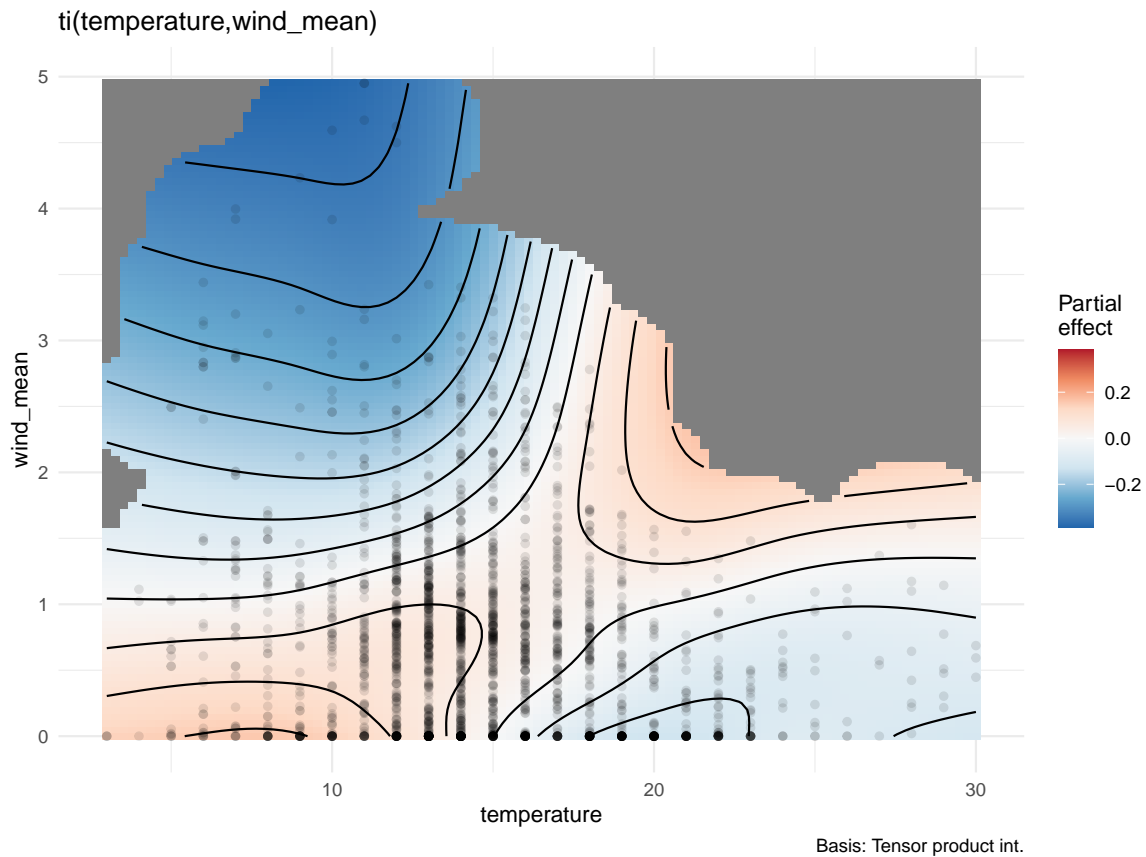 ti(temperature,wind_mean)
5
4
3
2
1
0
wind_mean
10
20
30
temperature
Partial
effect
0.2
0.0
−0.2
Basis: Tensor product int.